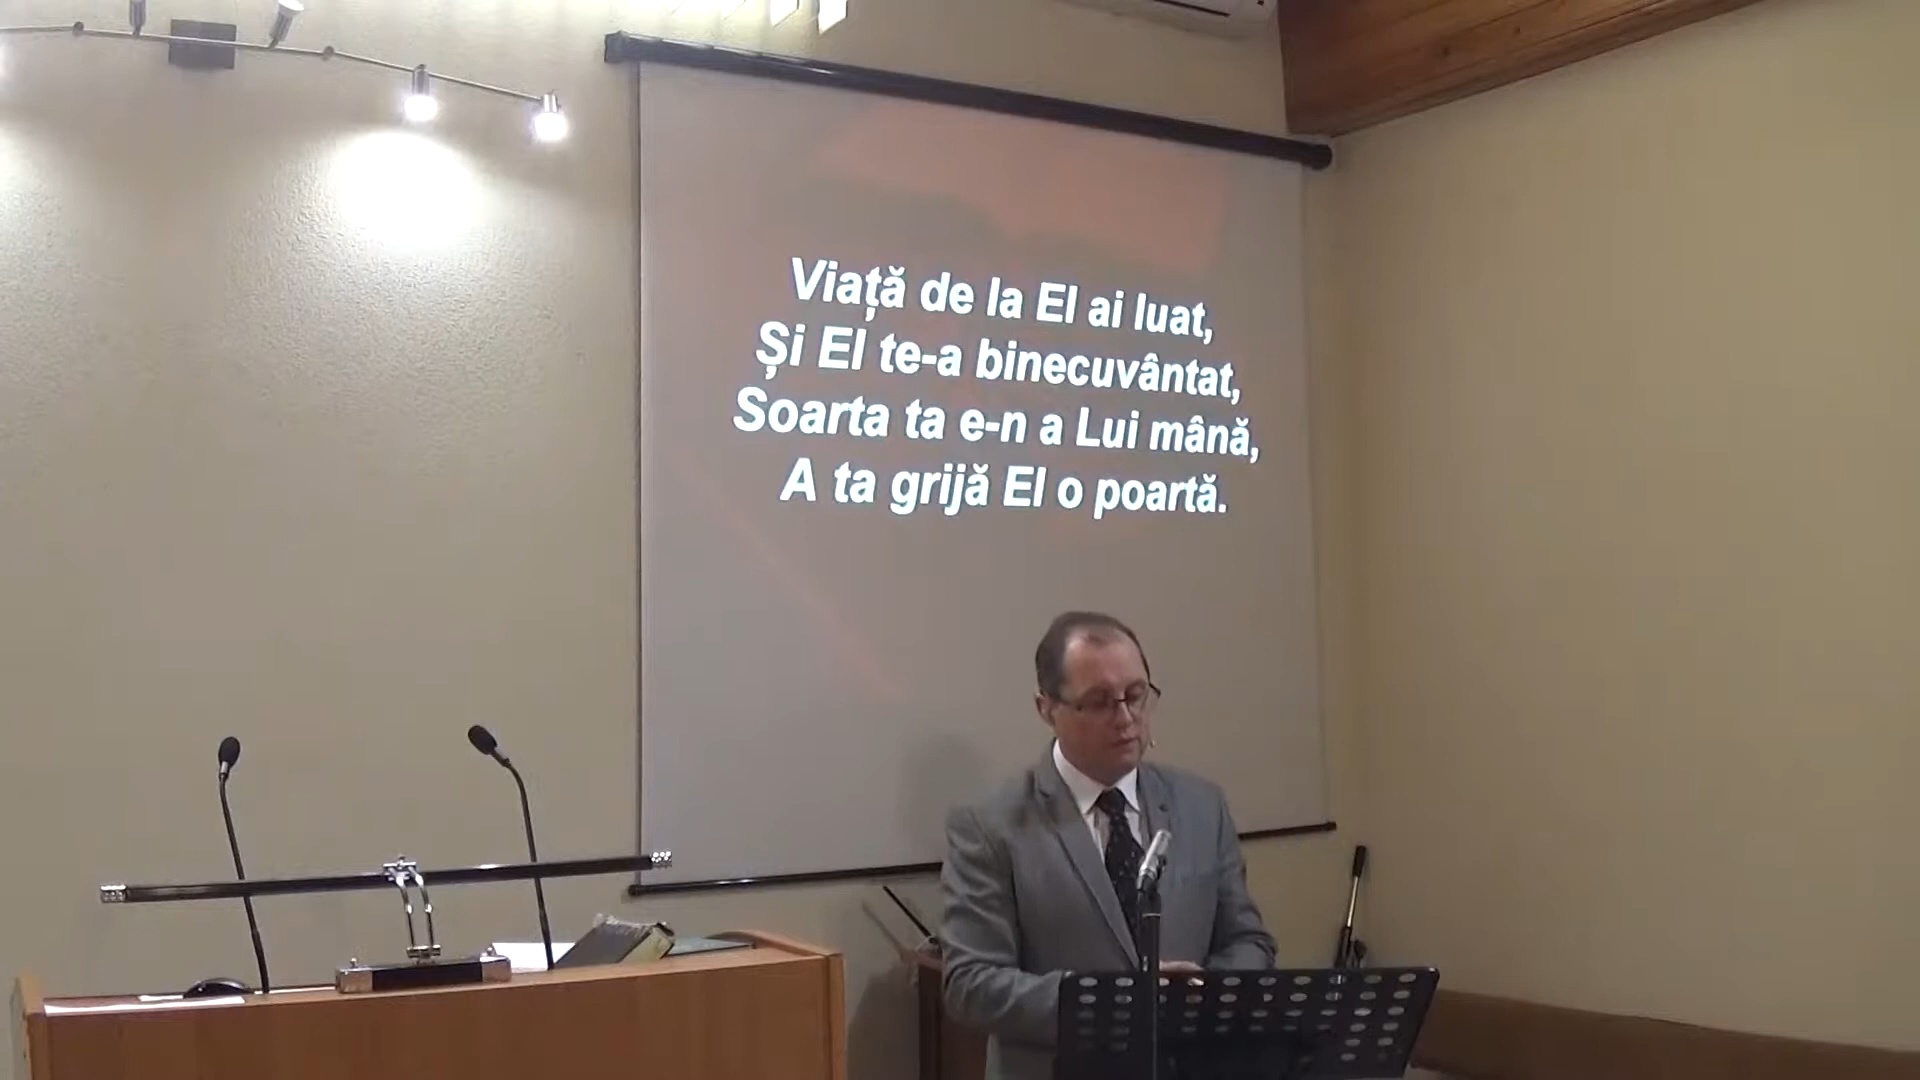 Viață de la El ai luat,
Și El te-a binecuvântat,
Soarta ta e-n a Lui mână,
A ta grijă El o poartă.